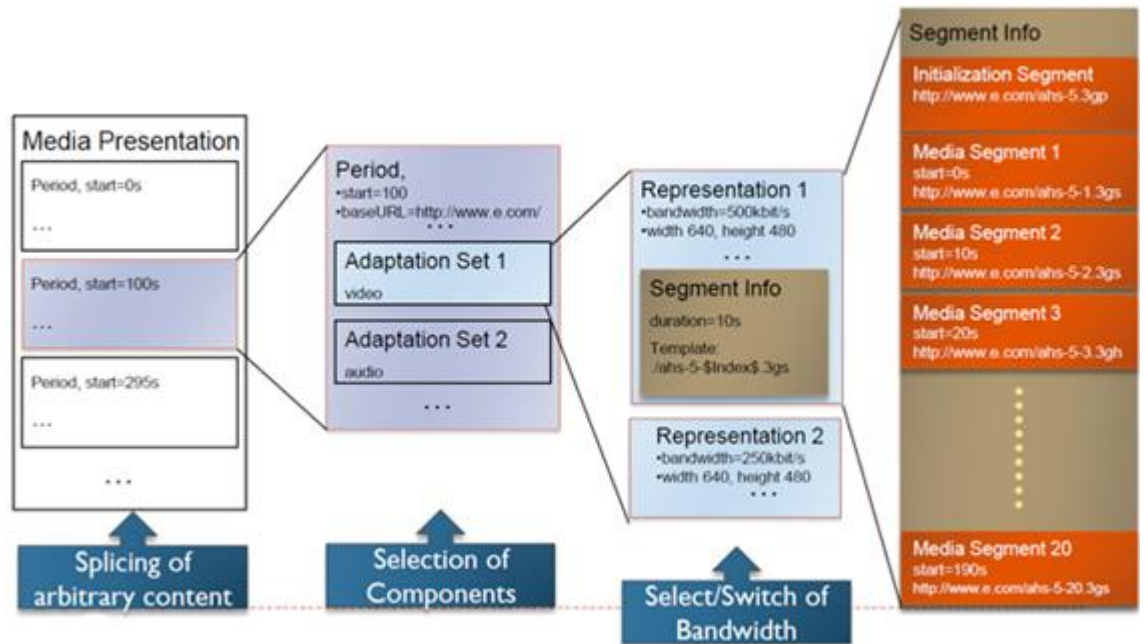 Media Presentation
Period, start=0s
...
Period, start=100s
...
Period, start=295s
...
...
Splicing of
arbitrary content
Period,
•start=100
•baseURL=http://www.e.com/
...
Adaptation Set 1
video
Adaptation Set 2
audio
...
Selection of
Components
Representation 1
•bandwidth=500kbit/s
•width 640, height 480
...
Segment Info
duration=10s
Template:
./ahs-5-$Index$.3gs
Representation 2
•bandwidth=250kbit/s
•width 640, height 480
...
Select/Switch of
Bandwidth
Segment Info
Initialization Segment
http://www.e.com/ahs-5.3gp
Media Segment 1
start=0s
http://www.e.com/ahs-5-1.3gs
Media Segment 2
start=10s
http://www.e.com/ahs-5-2.3gs
Media Segment 3
start=20s
http://www.e.com/ahs-5-3.3gh
Media Segment 20
start=190s
http://www.e.com/ahs-5-20.3gs